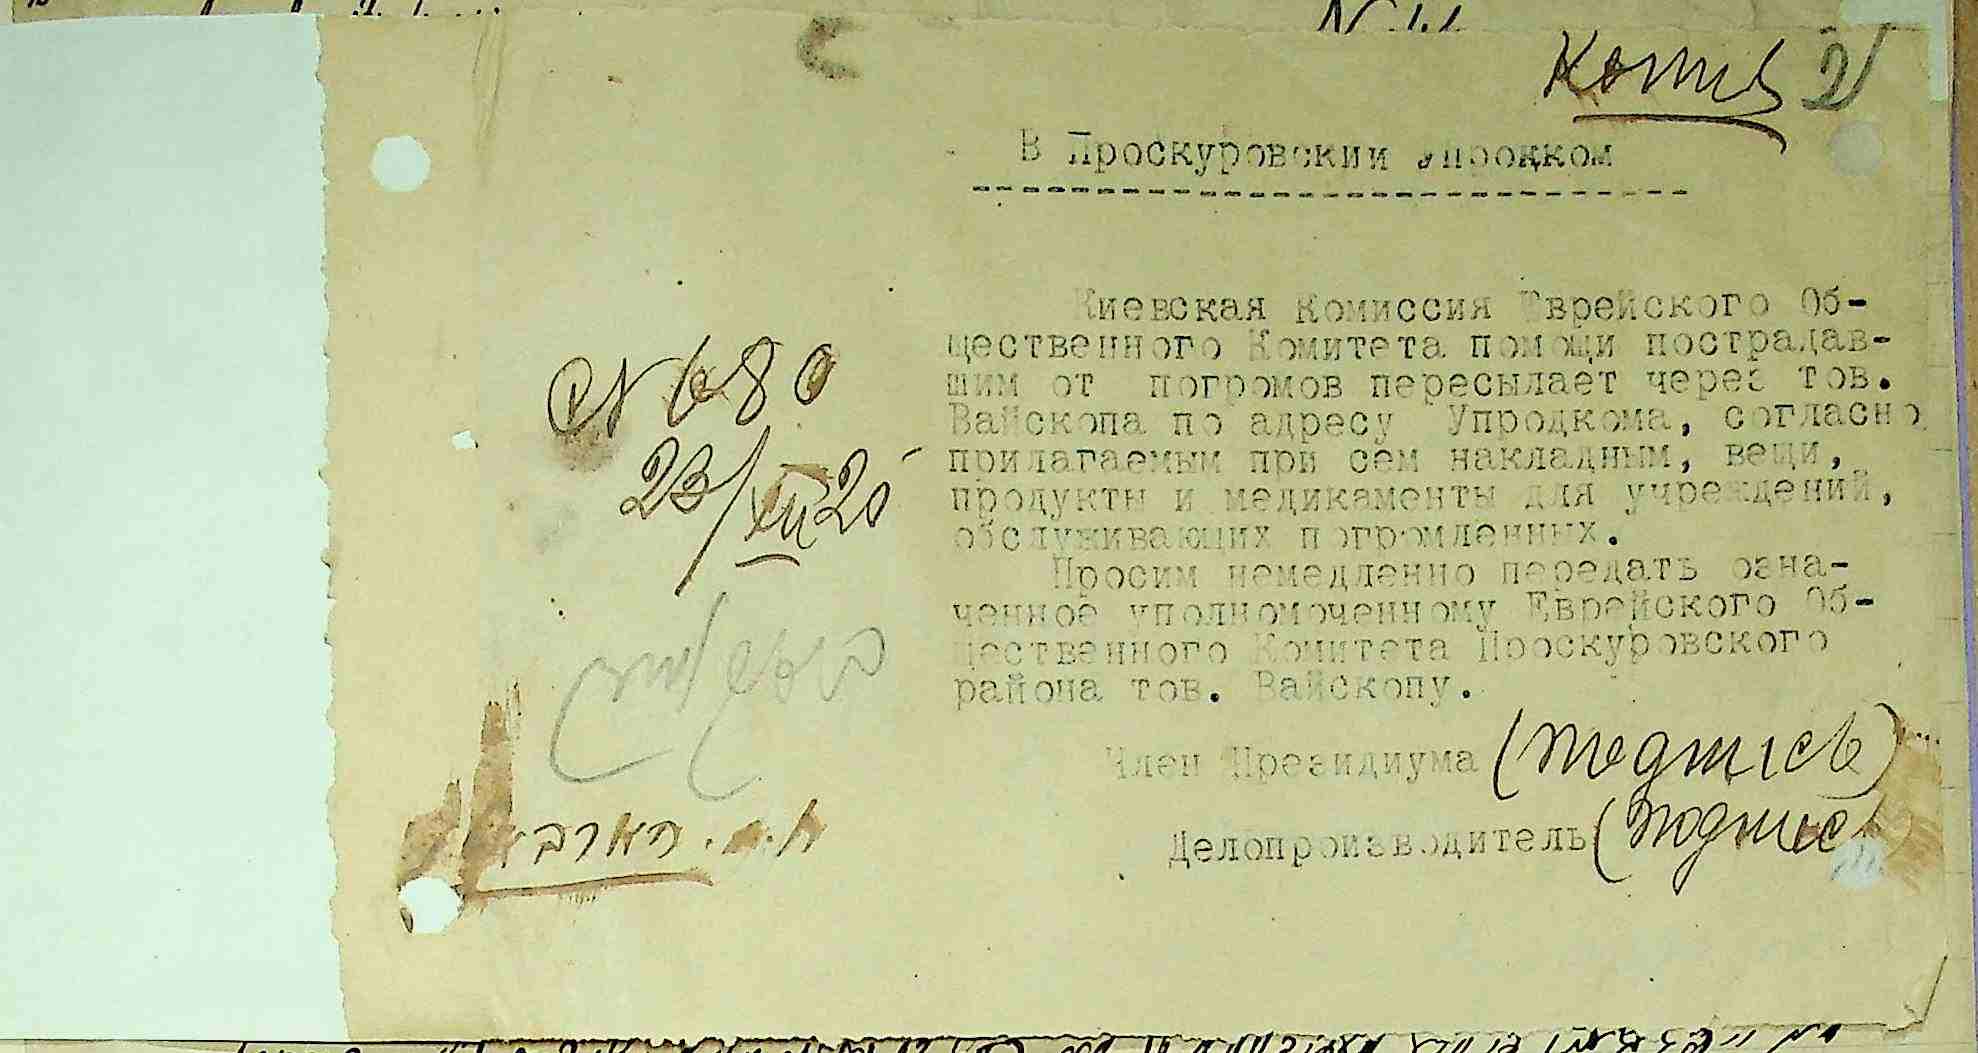 Копия 2
В Проскуровский Упродком
Киевская Комиссия Еврейского Об-
щественного Комитета помощи пострадав-
шим от погромов пересылает через тов.
Вайскопа по адресу Упродкома, согласно
прилагаемым при сем накладным, вещи,
продукты и медикаменты для учреждений,
обслуживающих погромленных.
Просим немедленно передать озна-
ченное уполномоченному Еврейского Об-
щественного Комитета Проскуровского
района тов. Вайскопу.
Член Президиума (подпись)
Делопроизводитель (подпись
№ 680
23/XII 20